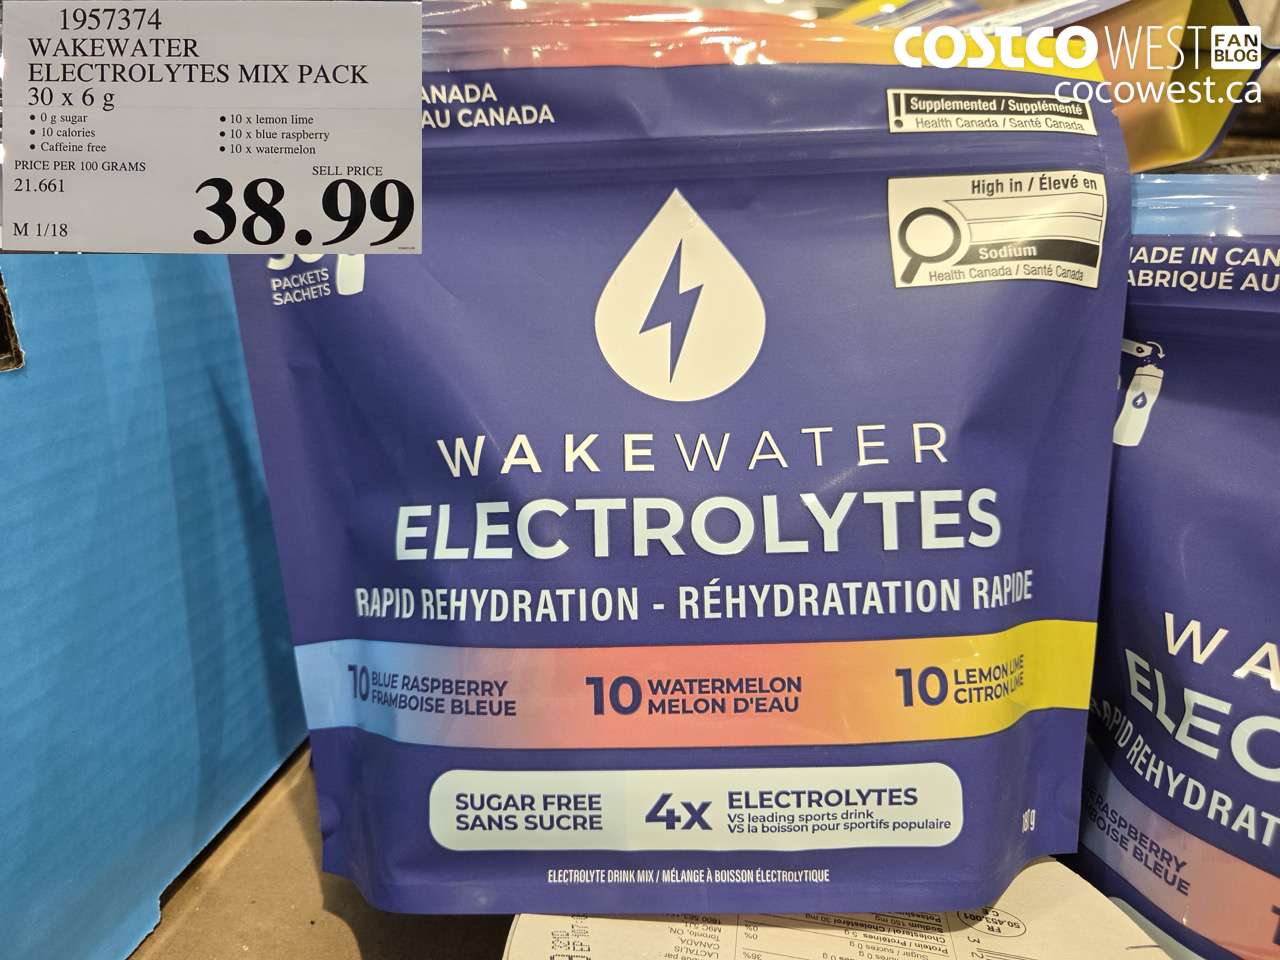 1957374
WAKEWATER
ELECTROLYTES MIX PACK
30 x 6 g
• 0 g sugar
• 10 calories
• Caffeine free
• 10 x lemon lime
• 10 x blue raspberry
• 10 x watermelon
PRICE PER 100 GRAMS
21.661
SELL PRICE
38.99
M 1/18
COSTCO WEST FAN BLOG
cocowest.ca
ANADA
AU CANADA
Supplemented / Supplémenté
Health Canada / Santé Canada
High in / Élevé en
Sodium
Health Canada / Santé Canada
PACKETS
SACHETS
WAKEWATER
ELECTROLYTES
RAPID REHYDRATION - RÉHYDRATATION RAPIDE
10 BLUE RASPBERRY
FRAMBOISE BLEUE
10 WATERMELON
MELON D'EAU
10 LEMON LIME
CITRON LIME
SUGAR FREE
SANS SUCRE
4x ELECTROLYTES
VS leading sports drink
VS la boisson pour sportifs populaire
ELECTROLYTE DRINK MIX / MÉLANGE À BOISSON ÉLECTROLYTIQUE
ADE IN CAN
ABRIQUÉ AU
WA
ELEC
RAPID REHYDRAT
RASPBERRY
BOISE BLEUE